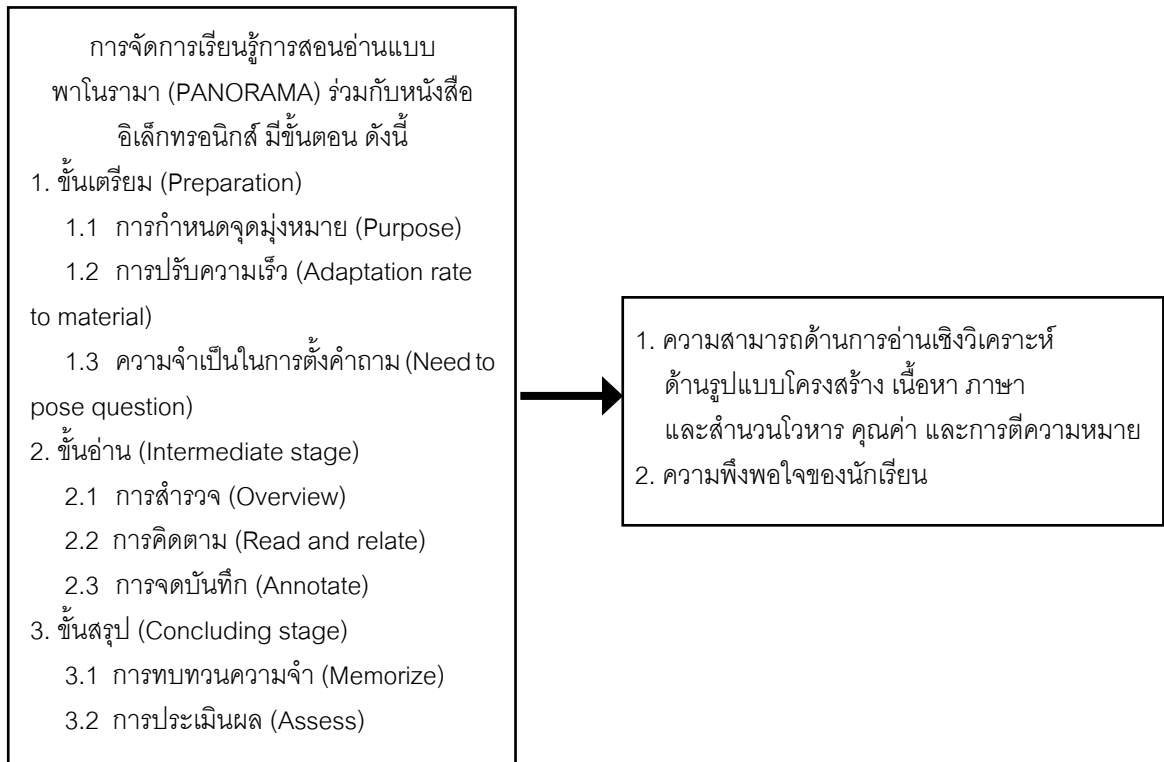 การจัดการเรียนรู้การสอนอ่านแบบ
พาโนรามา (PANORAMA) ร่วมกับหนังสือ
อิเล็กทรอนิกส์ มีขั้นตอน ดังนี้
1. ขั้นเตรียม (Preparation)
1.1 การกำหนดจุดมุ่งหมาย (Purpose)
1.2 การปรับความเร็ว (Adaptation rate
to material)
1.3 ความจำเป็นในการตั้งคำถาม (Need to
pose question)
2. ขั้นอ่าน (Intermediate stage)
2.1 การสำรวจ (Overview)
2.2 การคิดตาม (Read and relate)
2.3 การจดบันทึก (Annotate)
3. ขั้นสรุป (Concluding stage)
3.1 การทบทวนความจำ (Memorize)
3.2 การประเมินผล (Assess)
1. ความสามารถด้านการอ่านเชิงวิเคราะห์
ด้านรูปแบบโครงสร้าง เนื้อหา ภาษา
และสำนวนโวหาร คุณค่า และการตีความหมาย
2. ความพึงพอใจของนักเรียน